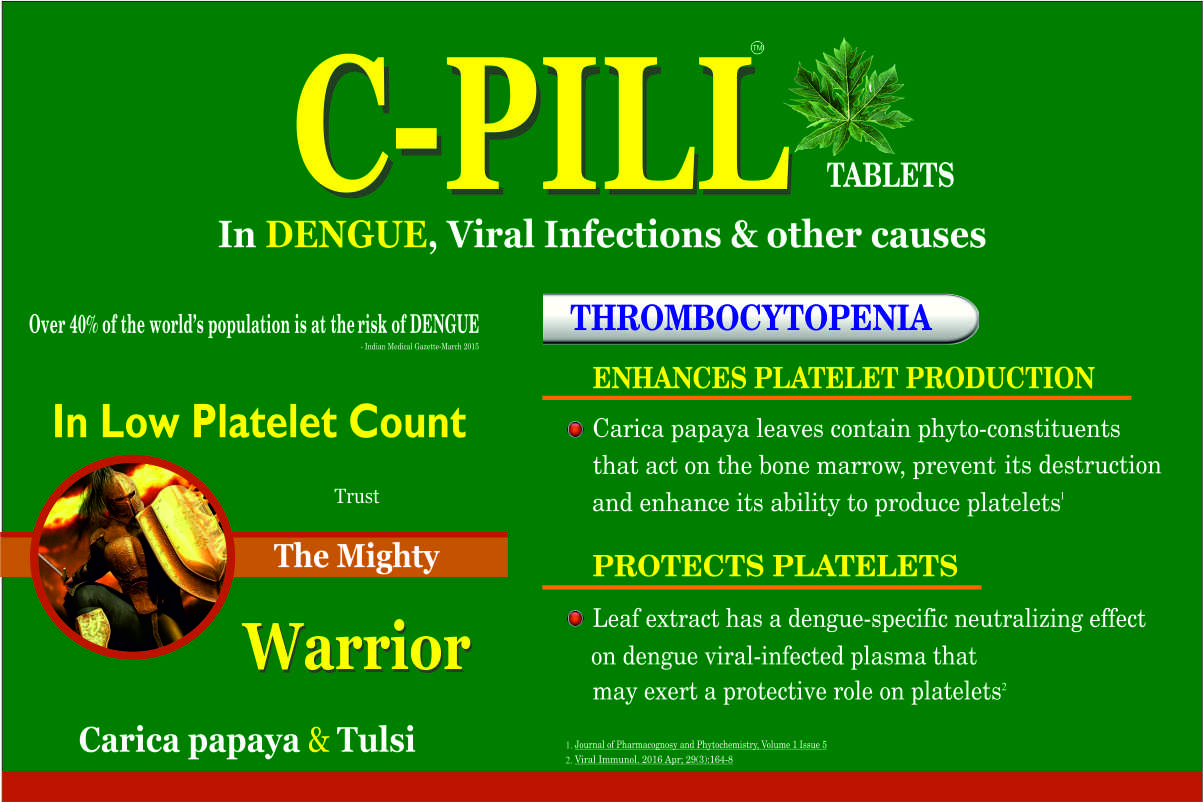 C-PILL™
TABLETS
In DENGUE, Viral Infections & other causes
Over 40% of the world's population is at the risk of DENGUE
- Indian Medical Gazette-March 2015
In Low Platelet Count
Trust
The Mighty
Warrior
Carica papaya & Tulsi
THROMBOCYTOPENIA
ENHANCES PLATELET PRODUCTION
Carica papaya leaves contain phyto-constituents
that act on the bone marrow, prevent its destruction
and enhance its ability to produce platelets¹
PROTECTS PLATELETS
Leaf extract has a dengue-specific neutralizing effect
on dengue viral-infected plasma that
may exert a protective role on platelets²
1. Journal of Pharmacognosy and Phytochemistry, Volume 1 Issue 5
2. Viral Immunol. 2016 Apr; 29(3):164-8